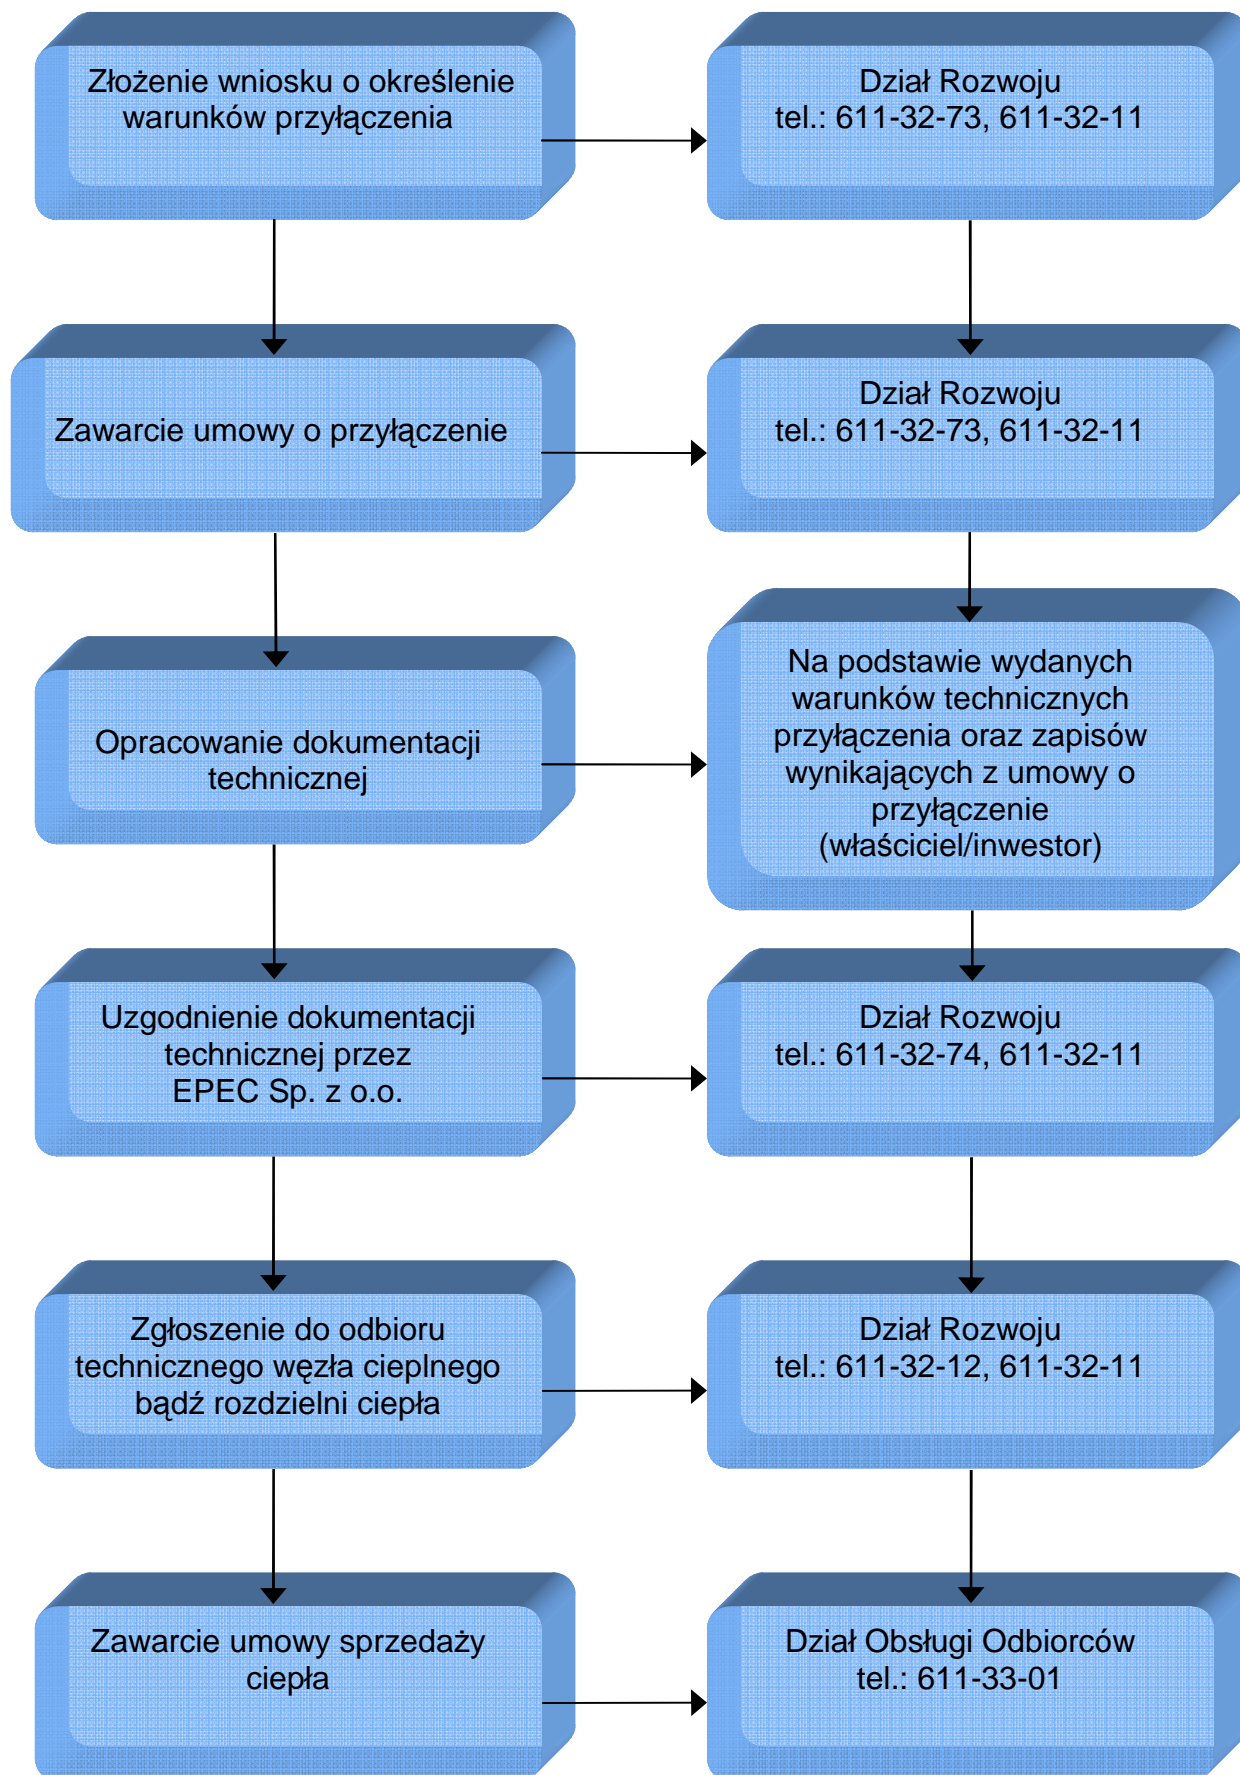 Złożenie wniosku o określenie
warunków przyłączenia
Dział Rozwoju
tel.: 611-32-73, 611-32-11
Zawarcie umowy o przyłączenie
Dział Rozwoju
tel.: 611-32-73, 611-32-11
Opracowanie dokumentacji
technicznej
Na podstawie wydanych
warunków technicznych
przyłączenia oraz zapisów
wynikających z umowy o
przyłączenie
(właściciel/inwestor)
Uzgodnienie dokumentacji
technicznej przez
EPEC Sp. z o.o.
Dział Rozwoju
tel.: 611-32-74, 611-32-11
Zgłoszenie do odbioru
technicznego węzła cieplnego
bądź rozdzielni ciepła
Dział Rozwoju
tel.: 611-32-12, 611-32-11
Zawarcie umowy sprzedaży
ciepła
Dział Obsługi Odbiorców
tel.: 611-33-01